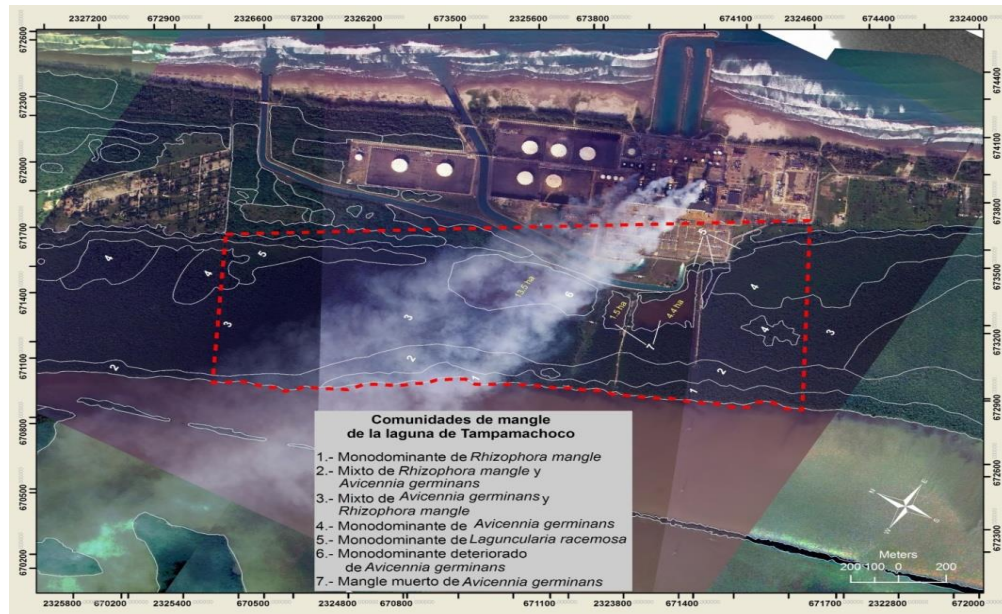 2327200 672900 2326600 673200 2326200 673500 2325600 673800 674100 2324600 674400 2324000
672600
672300
672000
671700
671400
671100
670800
670500
670200
674400
674100
673800
673500
673200
672900
672600
672300
5
4
4
5
4
13.5 ha
6
3
3
1.5 ha
4.4 ha
4
3
7
2
2
2
1
1
Comunidades de mangle
de la laguna de Tampamachoco
1.- Monodominante de Rhizophora mangle
2.- Mixto de Rhizophora mangle y
Avicennia germinans
3.- Mixto de Avicennia germinans y
Rhizophora mangle
4.- Monodominante de Avicennia germinans
5.- Monodominante de Laguncularia racemosa
6.- Monodominante deteriorado
de Avicennia germinans
7.- Mangle muerto de Avicennia germinans
N
E
S
Meters
200 100 0 200
2325800 670200 2325400 670500 2324800 670800 671100 2323800 671400 671700 2322800 672000